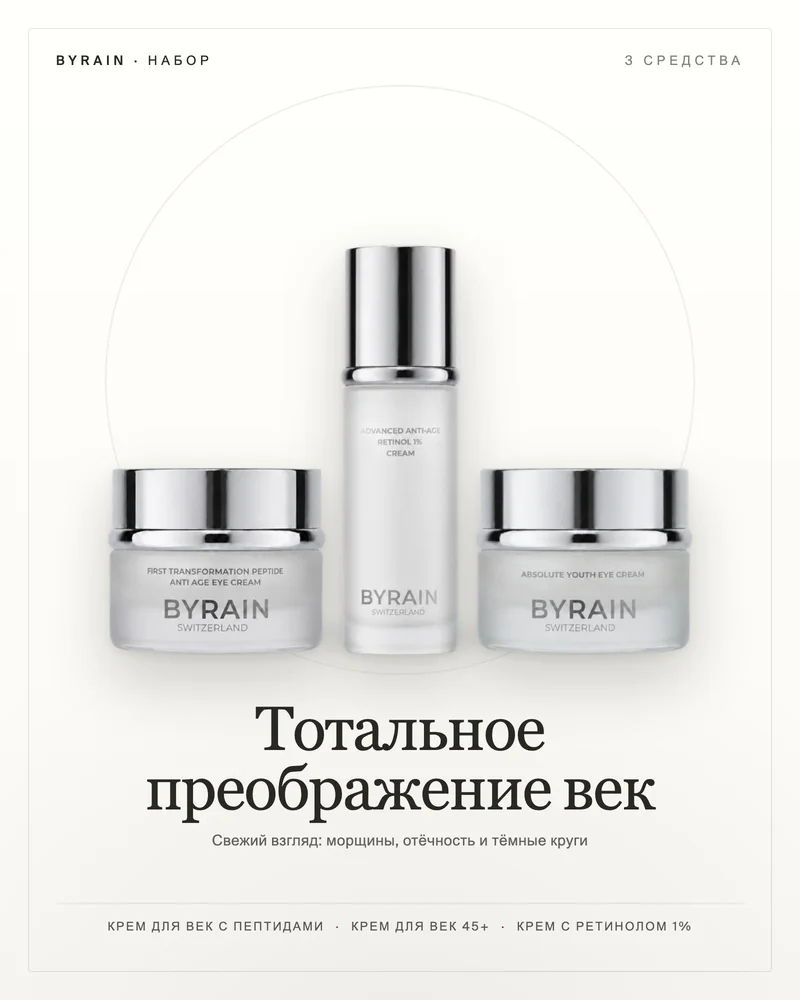 BYRAIN · НАБОР
3 СРЕДСТВА
ADVANCED ANTI-AGE
RETINOL 1%
CREAM
BYRAIN
SWITZERLAND
FIRST TRANSFORMATION PEPTIDE
ANTI AGE EYE CREAM
BYRAIN
SWITZERLAND
ABSOLUTE YOUTH EYE CREAM
BYRAIN
SWITZERLAND
Тотальное
преображение век
Свежий взгляд: морщины, отёчность и тёмные круги
КРЕМ ДЛЯ ВЕК С ПЕПТИДАМИ · КРЕМ ДЛЯ ВЕК 45+ · КРЕМ С РЕТИНОЛОМ 1%